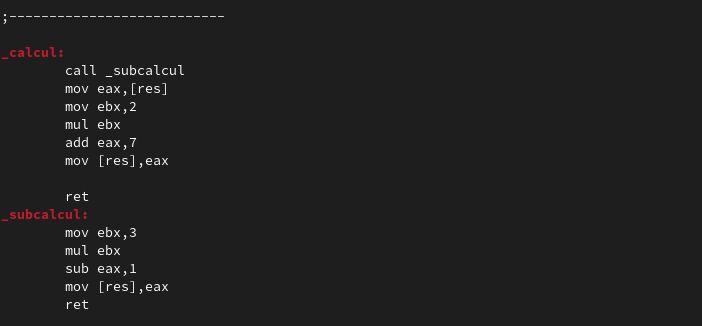 ;---------------------------
_calcul:
call _subcalcul
mov eax,[res]
mov ebx,2
mul ebx
add eax,7
mov [res],eax
ret
_subcalcul:
mov ebx,3
mul ebx
sub eax,1
mov [res],eax
ret